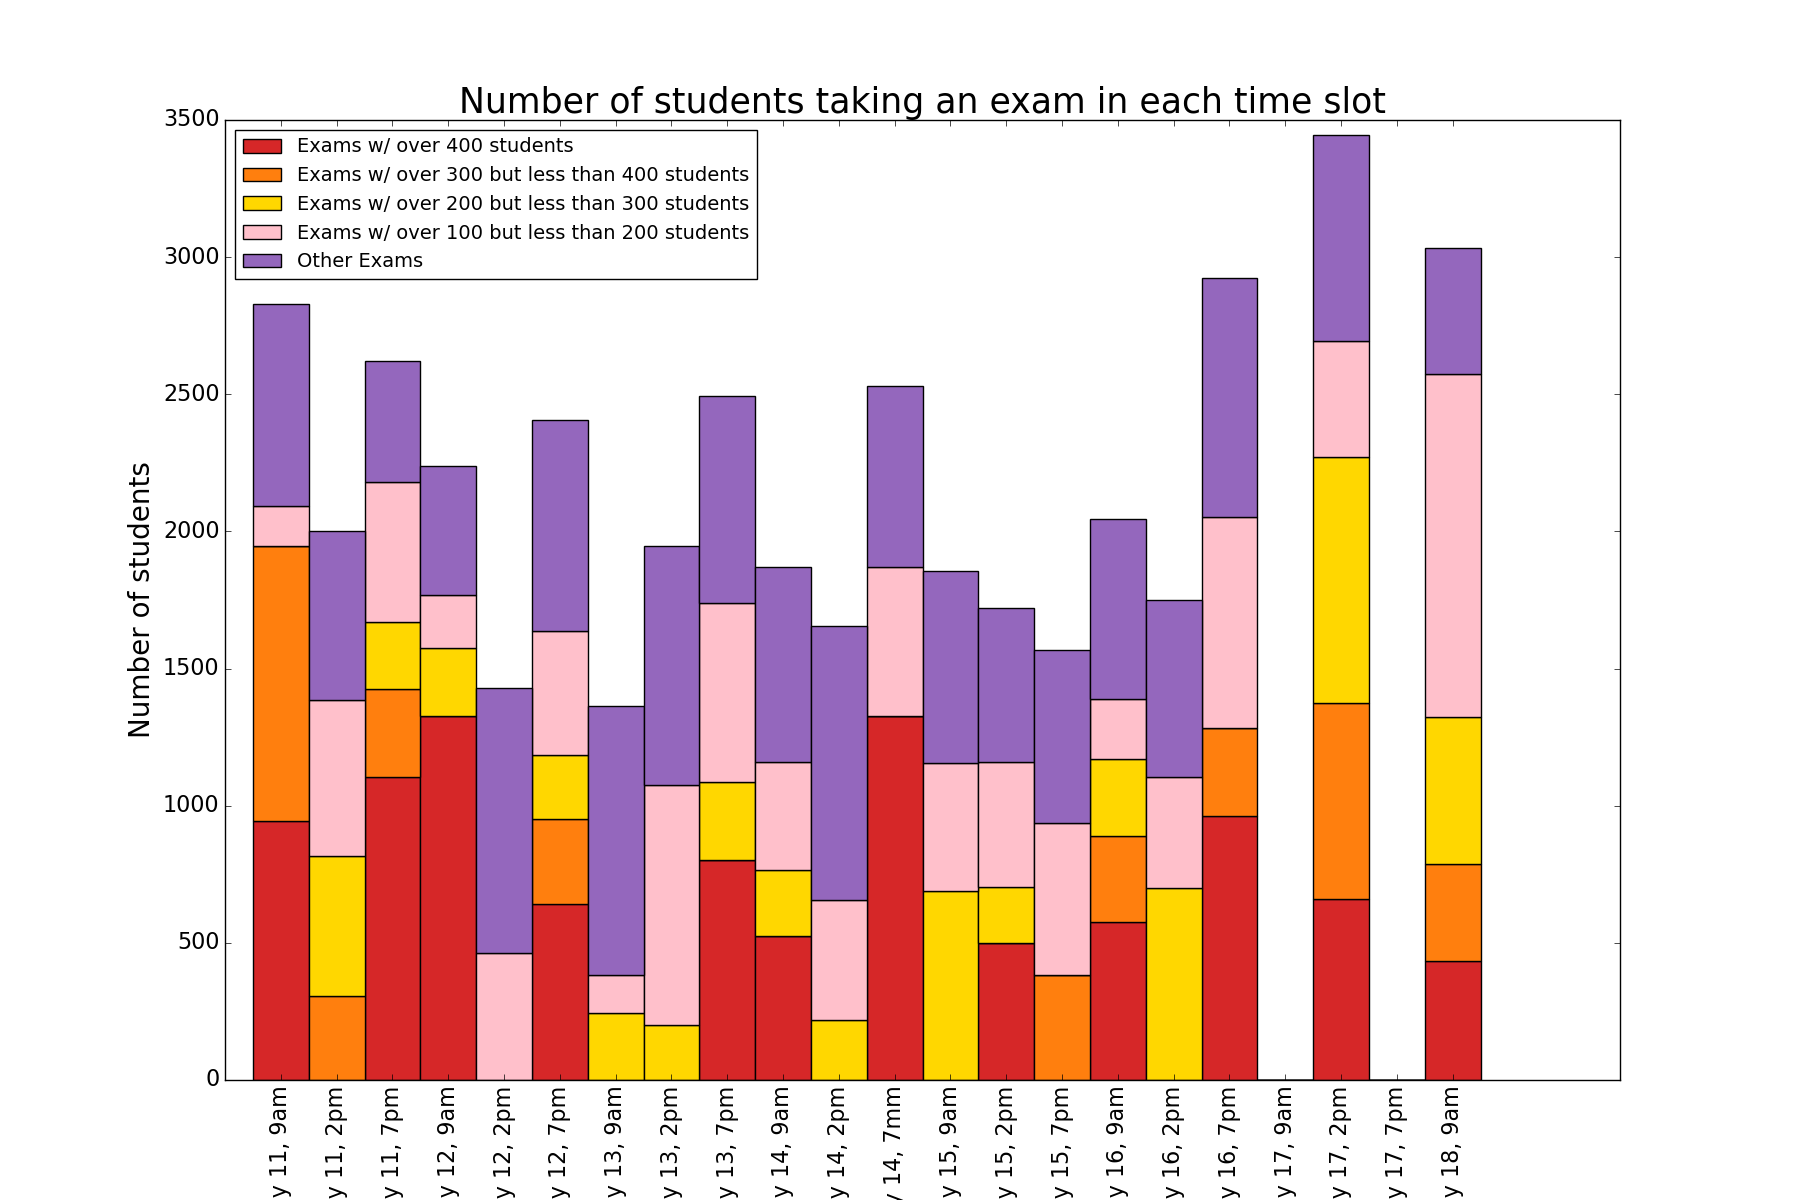 Number of students taking an exam in each time slot
3500
3000
2500
2000
1500
1000
500
0
Number of students
Exams w/ over 400 students
Exams w/ over 300 but less than 400 students
Exams w/ over 200 but less than 300 students
Exams w/ over 100 but less than 200 students
Other Exams
y 11, 9am
y 11, 2pm
y 11, 7pm
y 12, 9am
y 12, 2pm
y 12, 7pm
y 13, 9am
y 13, 2pm
y 13, 7pm
y 14, 9am
y 14, 2pm
y 14, 7mm
y 15, 9am
y 15, 2pm
y 15, 7pm
y 16, 9am
y 16, 2pm
y 16, 7pm
y 17, 9am
y 17, 2pm
y 17, 7pm
y 18, 9am